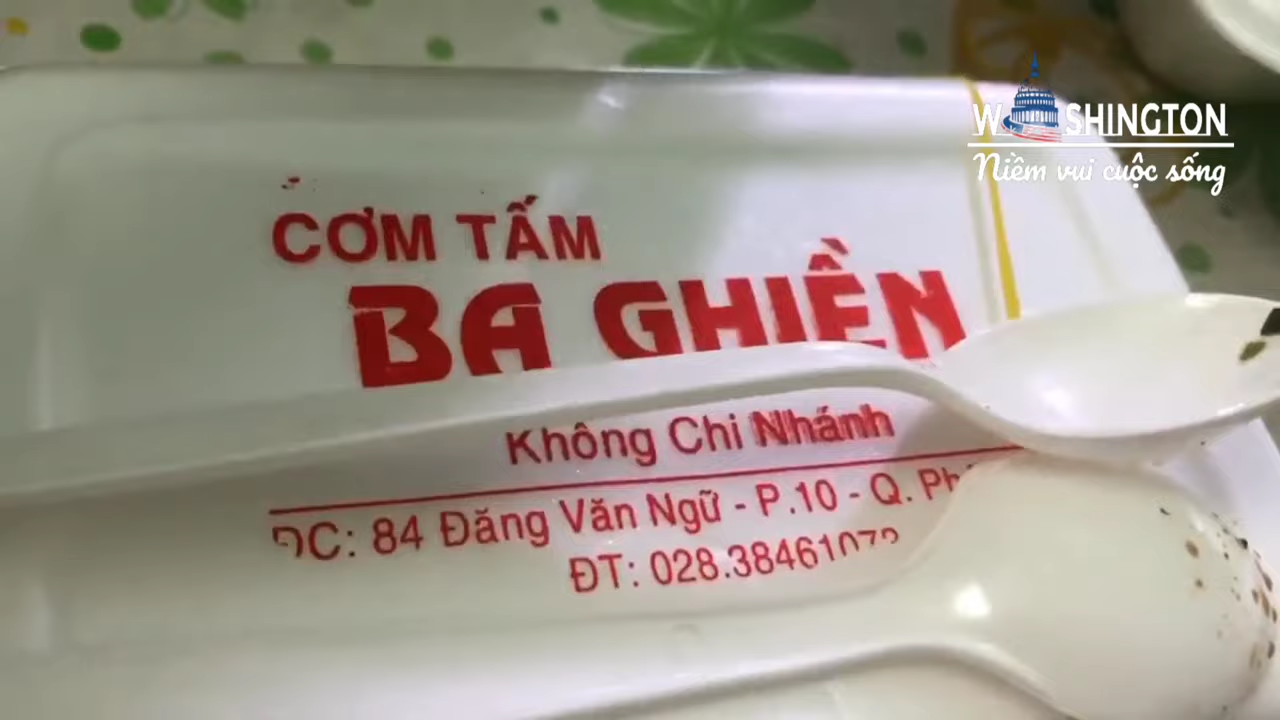 WASHINGTON
Niềm vui cuộc sống
CƠM TẤM
BA GHIỀN
Không Chi Nhánh
ĐC: 84 Đặng Văn Ngữ - P.10 - Q.
ĐT: 028.38461073